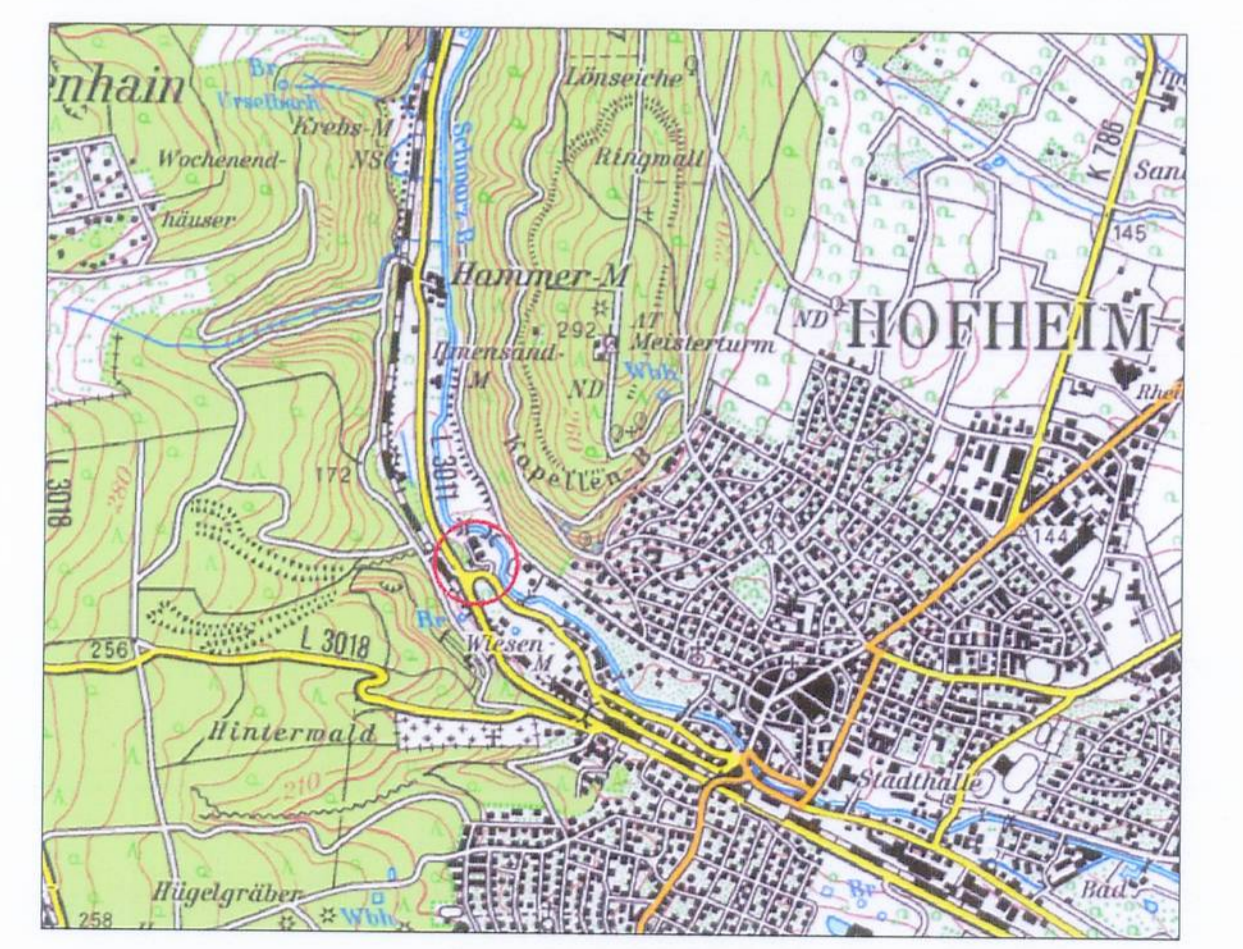 Lönseiche
nhain
Br
Urselbach
Krebs-M
Wochenend-
NSG
Ringwall
häuser
Schwarz-B
K 786
San
145
Hammer-M
292
AT
Meisterturm
ND
HOFHEIM
M
Wbh
ND
Rhei
L 3018
280
172
L 3011
Kapellen-B
144
Br
Wiesen-
M
256
L 3018
Hinterwald
210
Stadthalle
Hügelgräber
Wbh
Br
Bad
258